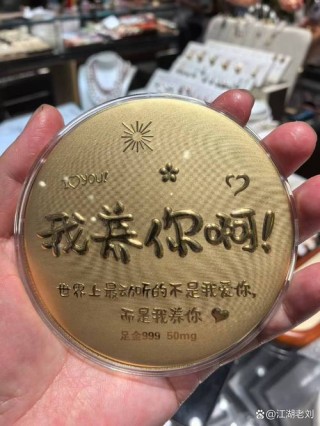 I♡YOU!
我养你啊!
世界上最动听的不是我爱你,
而是我养你
足金999 50mg
@江湖老刘